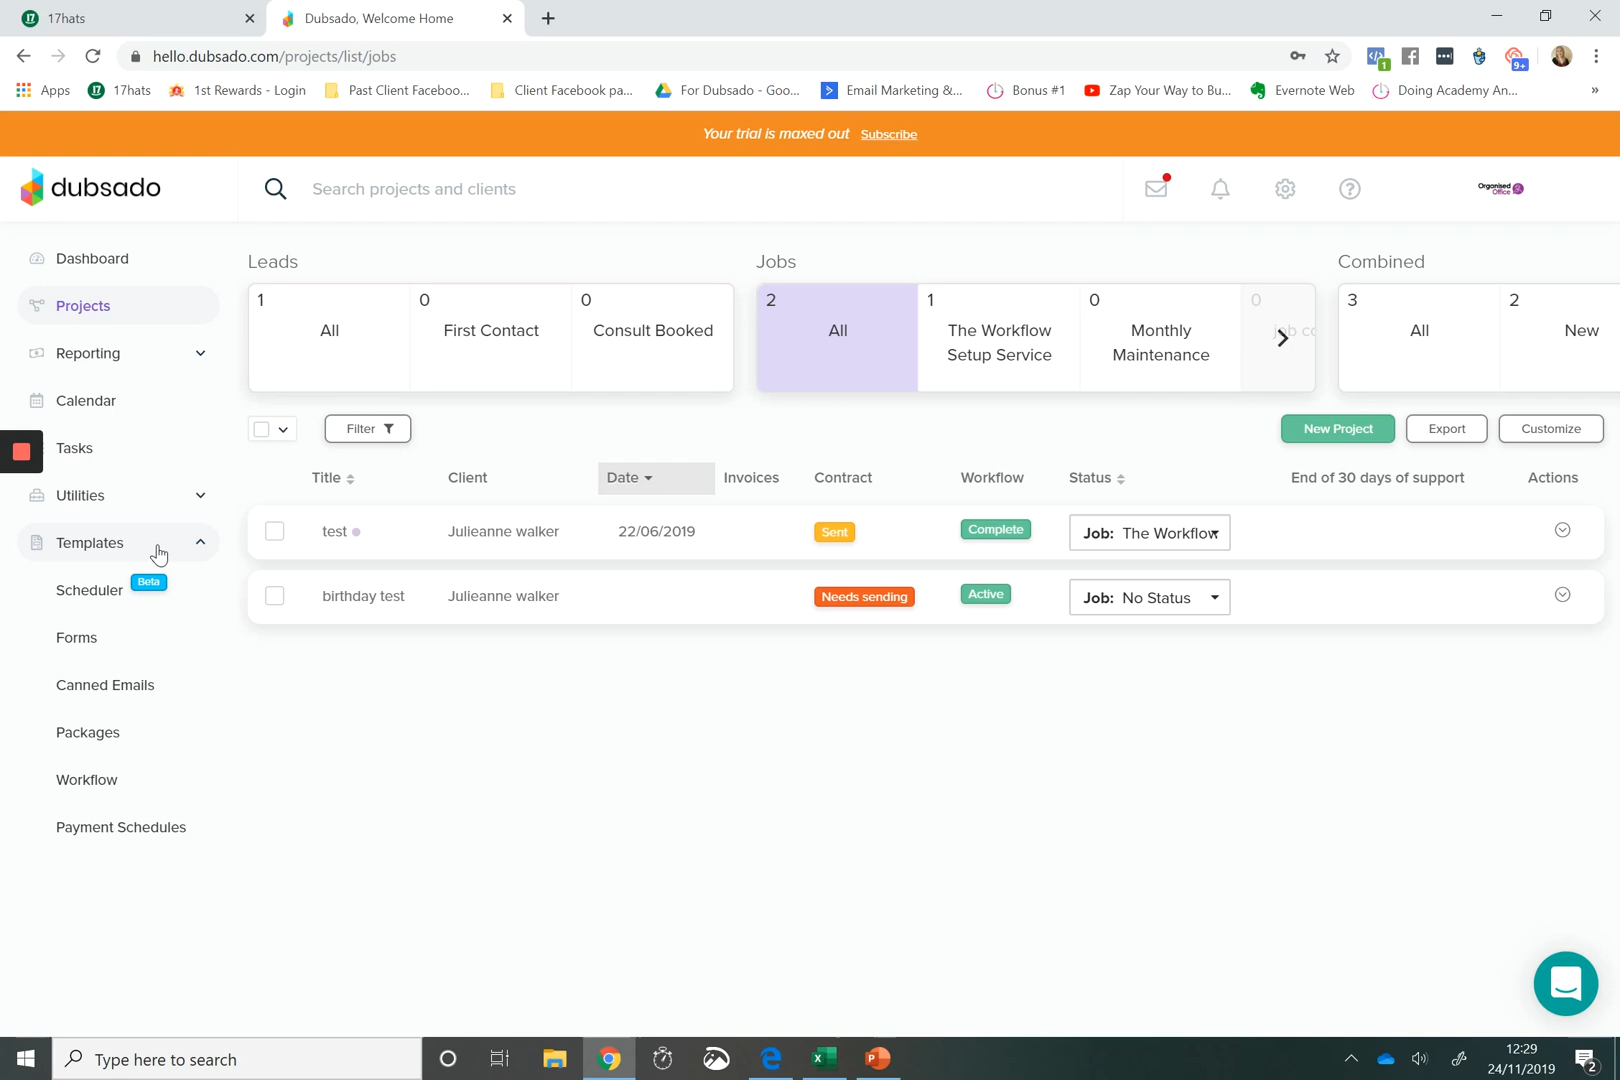 17hats
Dubsado, Welcome Home
hello.dubsado.com/projects/list/jobs
1
9+
Apps
17hats
1st Rewards - Login
Past Client Faceboo...
Client Facebook pa...
For Dubsado - Goo...
Email Marketing &...
Bonus #1
Zap Your Way to Bu...
Evernote Web
Doing Academy An...
»
Your trial is maxed out Subscribe
dubsado
Search projects and clients
Organised
Office
Dashboard
Projects
Reporting
Calendar
Tasks
Utilities
Templates
Scheduler Beta
Forms
Canned Emails
Packages
Workflow
Payment Schedules
Leads
1
All
0
First Contact
0
Consult Booked
Jobs
2
All
1
The Workflow
Setup Service
0
Monthly
Maintenance
0
Combined
3
All
2
New
Filter
New Project
Export
Customize
Title
Client
Date
Invoices
Contract
Workflow
Status
End of 30 days of support
Actions
test
Julieanne walker
22/06/2019
Sent
Complete
Job: The Workflow
birthday test
Julieanne walker
Needs sending
Active
Job: No Status
Type here to search
12:29
24/11/2019
2